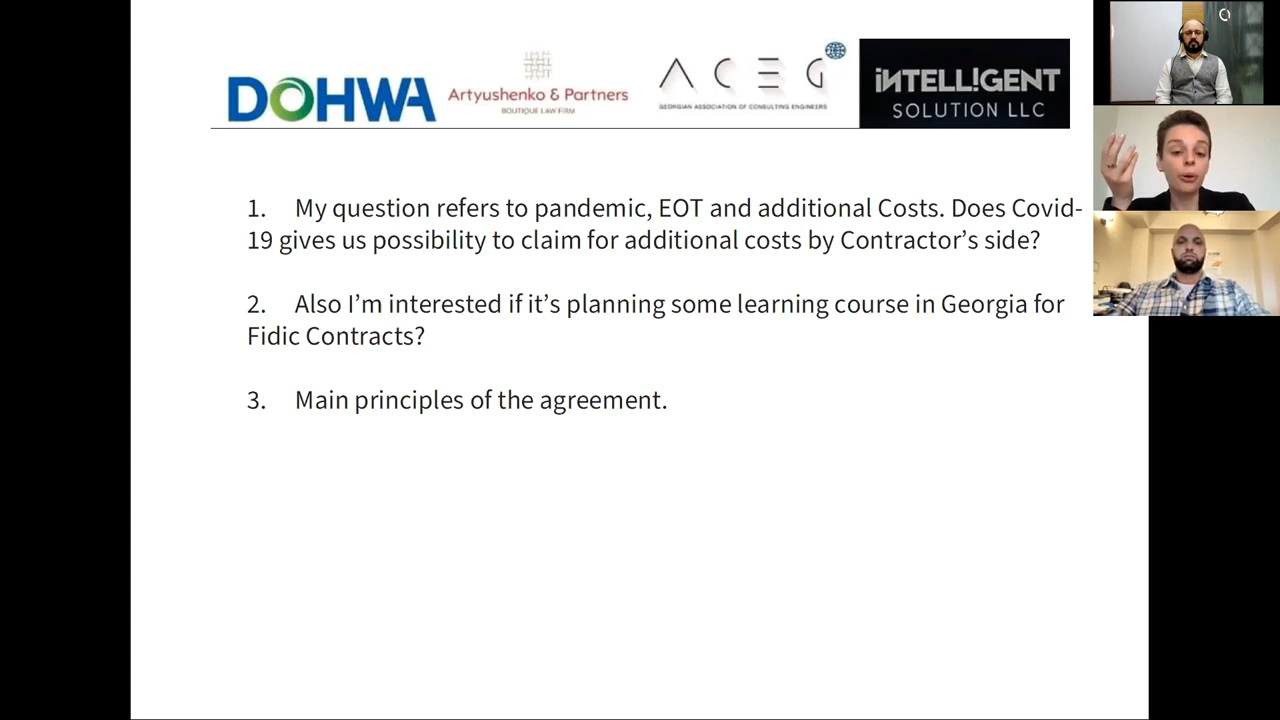 DOHWA
Artyushenko & Partners
BOUTIQUE LAW FIRM
ACEG
GEORGIAN ASSOCIATION OF CONSULTING ENGINEERS
iNTELL!GENT
SOLUTION LLC
1. My question refers to pandemic, EOT and additional Costs. Does Covid-
19 gives us possibility to claim for additional costs by Contractor’s side?
2. Also I’m interested if it’s planning some learning course in Georgia for
Fidic Contracts?
3. Main principles of the agreement.